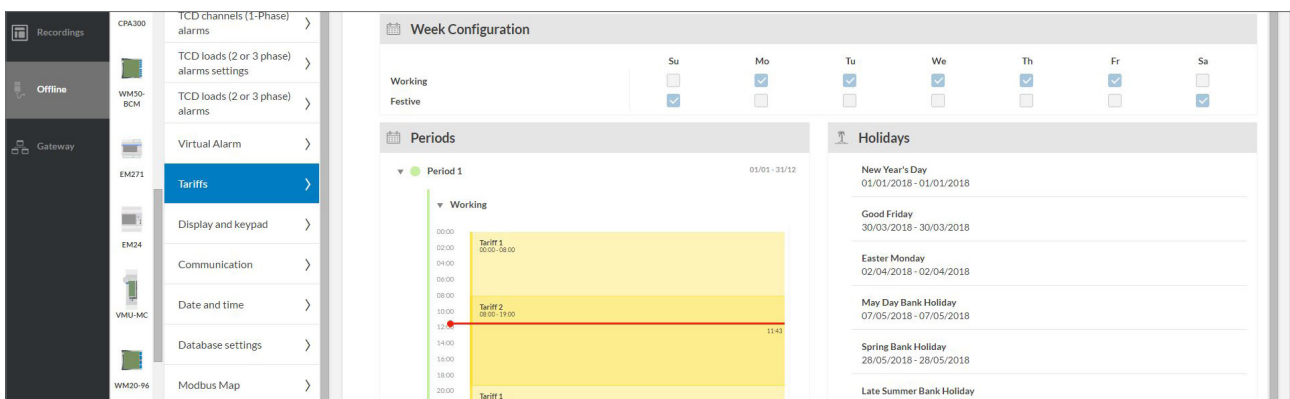 Recordings
Offline
Gateway
CPA300
WM50-
BCM
EM271
EM24
VMU-MC
WM20-96
TCD channels (1-Phase)
alarms
TCD loads (2 or 3 phase)
alarms settings
TCD loads (2 or 3 phase)
alarms
Virtual Alarm
Tariffs
Display and keypad
Communication
Date and time
Database settings
Modbus Map
Week Configuration
Su Mo Tu We Th Fr Sa
Working
Festive
Periods
Period 1 01/01 - 31/12
Working
00:00
02:00
04:00
06:00
08:00
10:00
12:00
14:00
16:00
18:00
20:00
Tariff 1
00:00 - 08:00
Tariff 2
08:00 - 19:00
11:43
Tariff 1
Holidays
New Year's Day
01/01/2018 - 01/01/2018
Good Friday
30/03/2018 - 30/03/2018
Easter Monday
02/04/2018 - 02/04/2018
May Day Bank Holiday
07/05/2018 - 07/05/2018
Spring Bank Holiday
28/05/2018 - 28/05/2018
Late Summer Bank Holiday